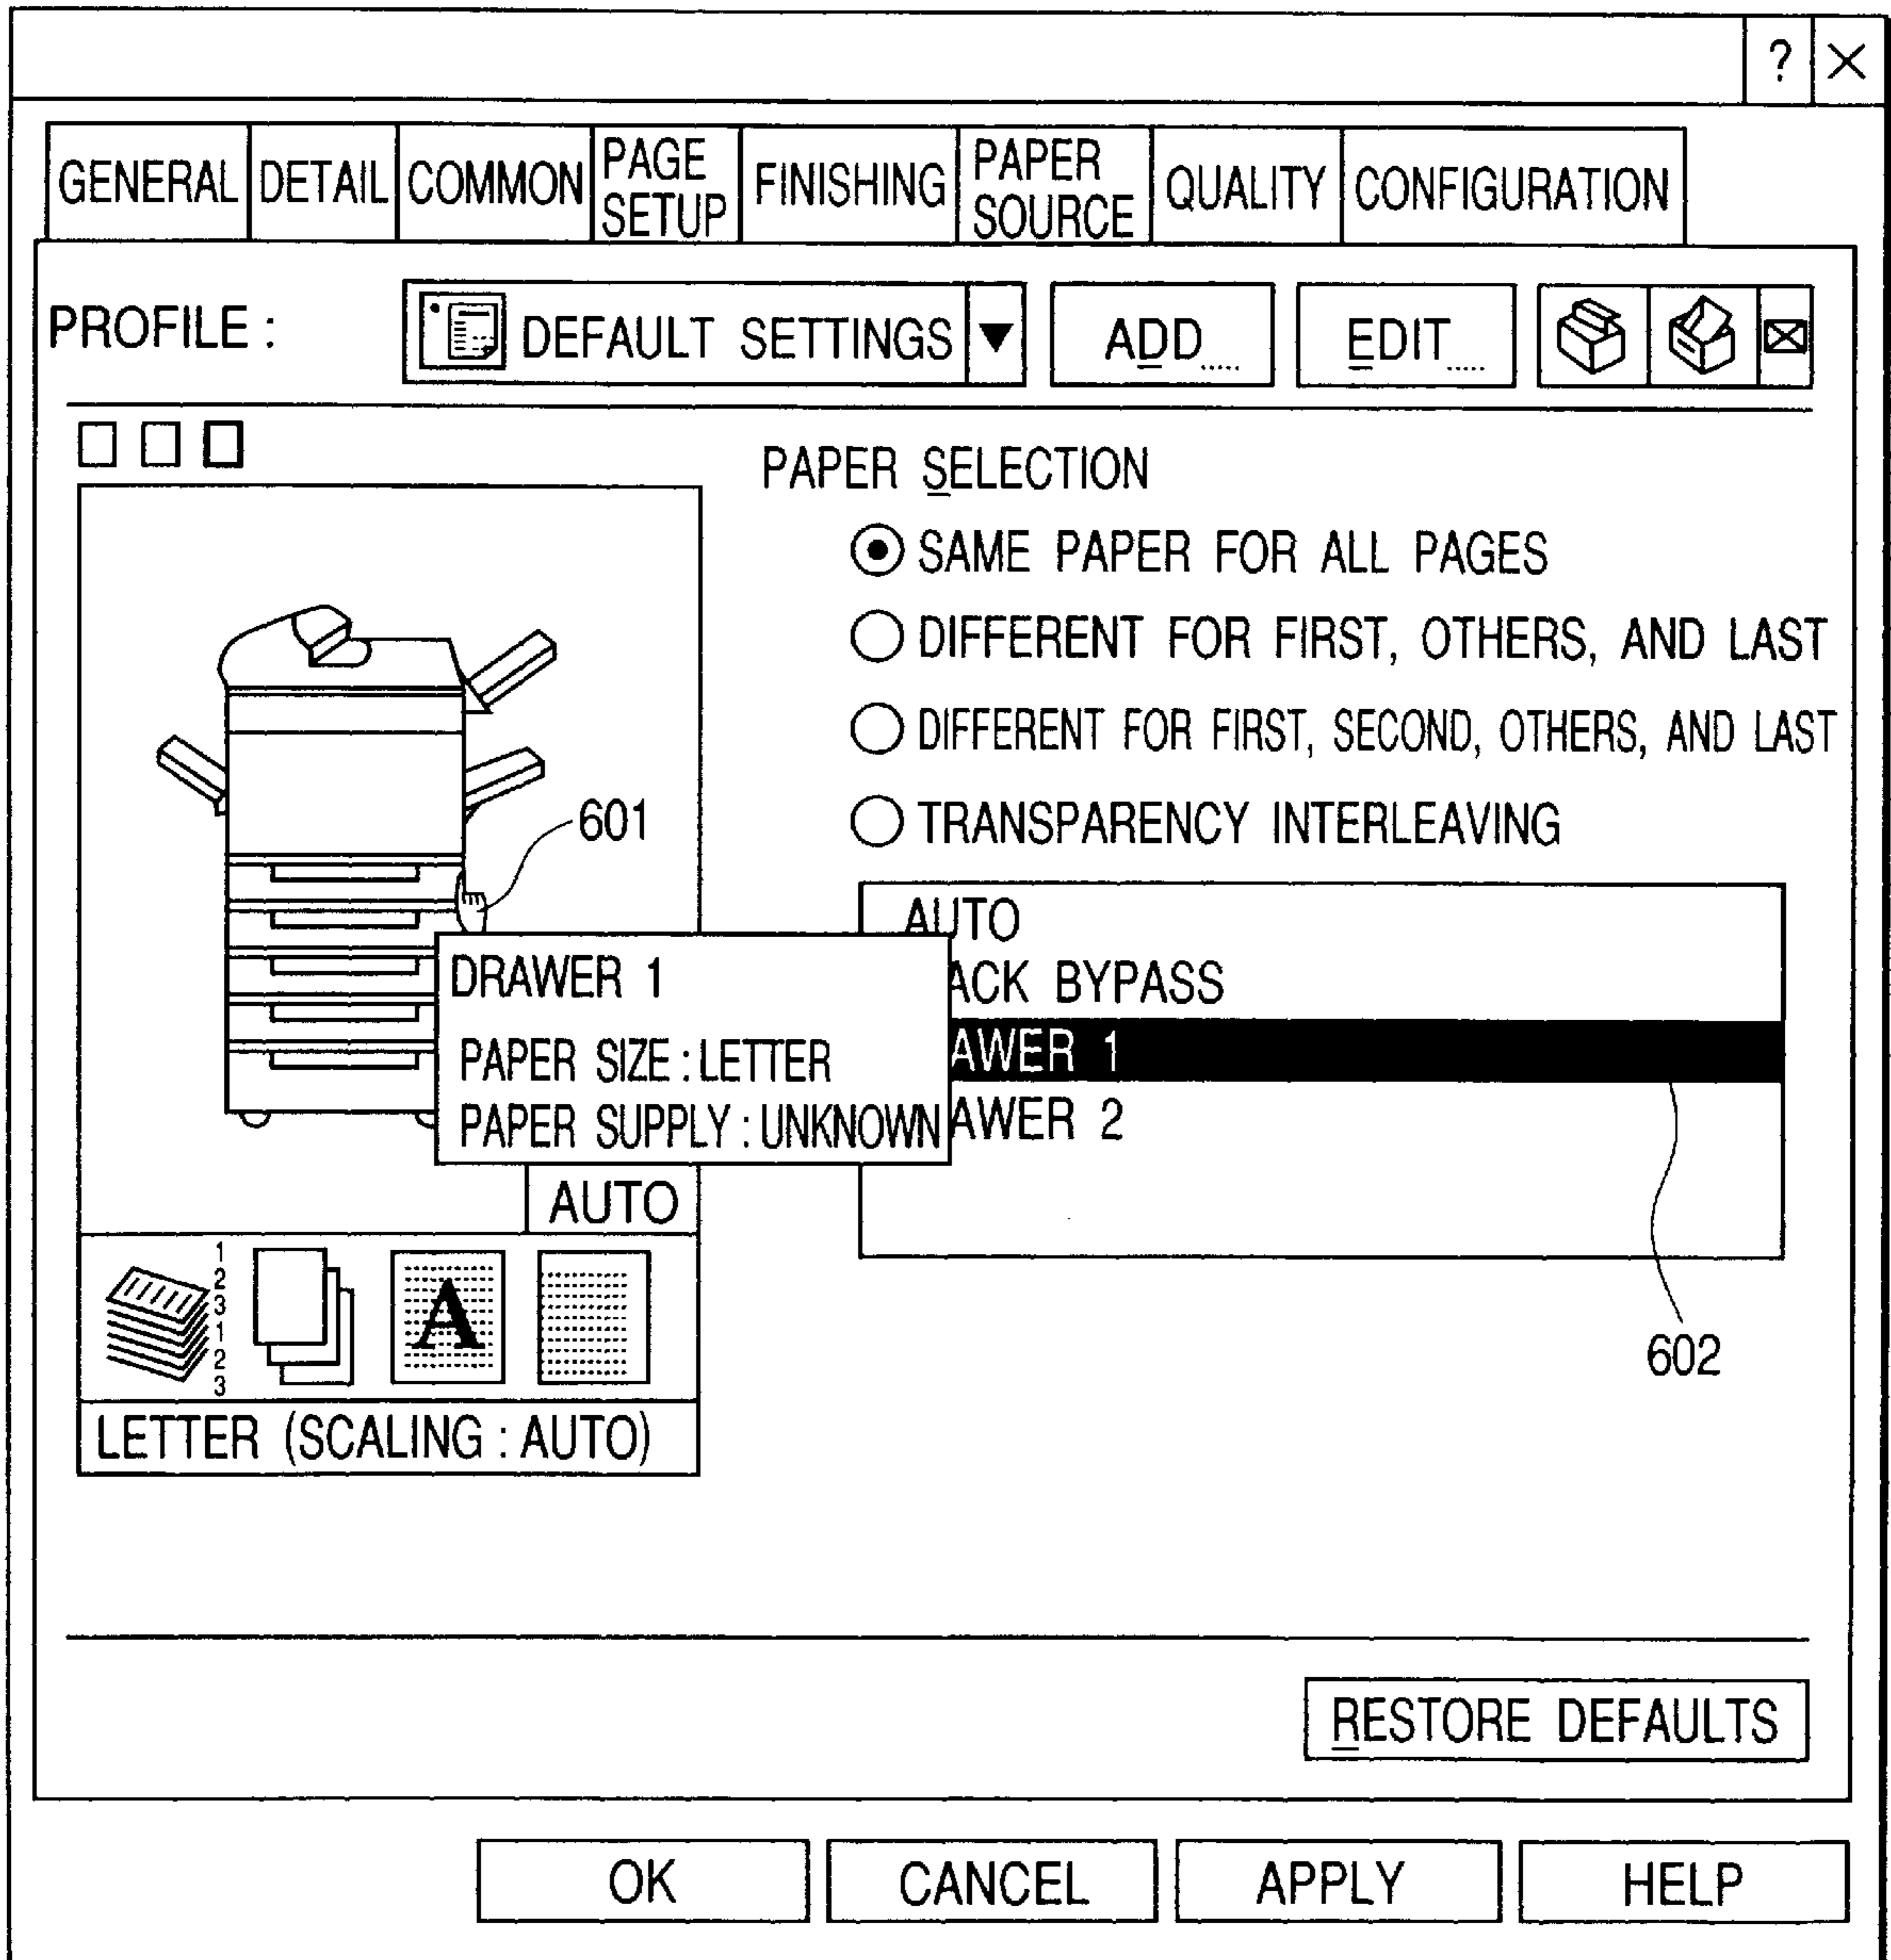 ?
GENERAL DETAIL COMMON PAGE SETUP FINISHING PAPER SOURCE QUALITY CONFIGURATION
PROFILE : DEFAULT SETTINGS ADD..... EDIT.....
PAPER SELECTION
SAME PAPER FOR ALL PAGES
DIFFERENT FOR FIRST, OTHERS, AND LAST
DIFFERENT FOR FIRST, SECOND, OTHERS, AND LAST
TRANSPARENCY INTERLEAVING
601
AUTO
ACK BYPASS
AWER 1
AWER 2
DRAWER 1
PAPER SIZE : LETTER
PAPER SUPPLY : UNKNOWN
AUTO
1
2
3
1
2
3
A
602
LETTER (SCALING : AUTO)
RESTORE DEFAULTS
OK CANCEL APPLY HELP